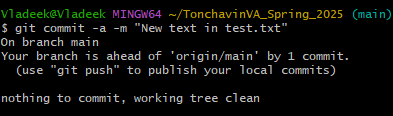 Vladeek@Vladeek MINGW64 ~/TonchavinVA_Spring_2025 (main)
$ git commit -a -m "New text in test.txt"
On branch main
Your branch is ahead of 'origin/main' by 1 commit.
  (use "git push" to publish your local commits)

nothing to commit, working tree clean